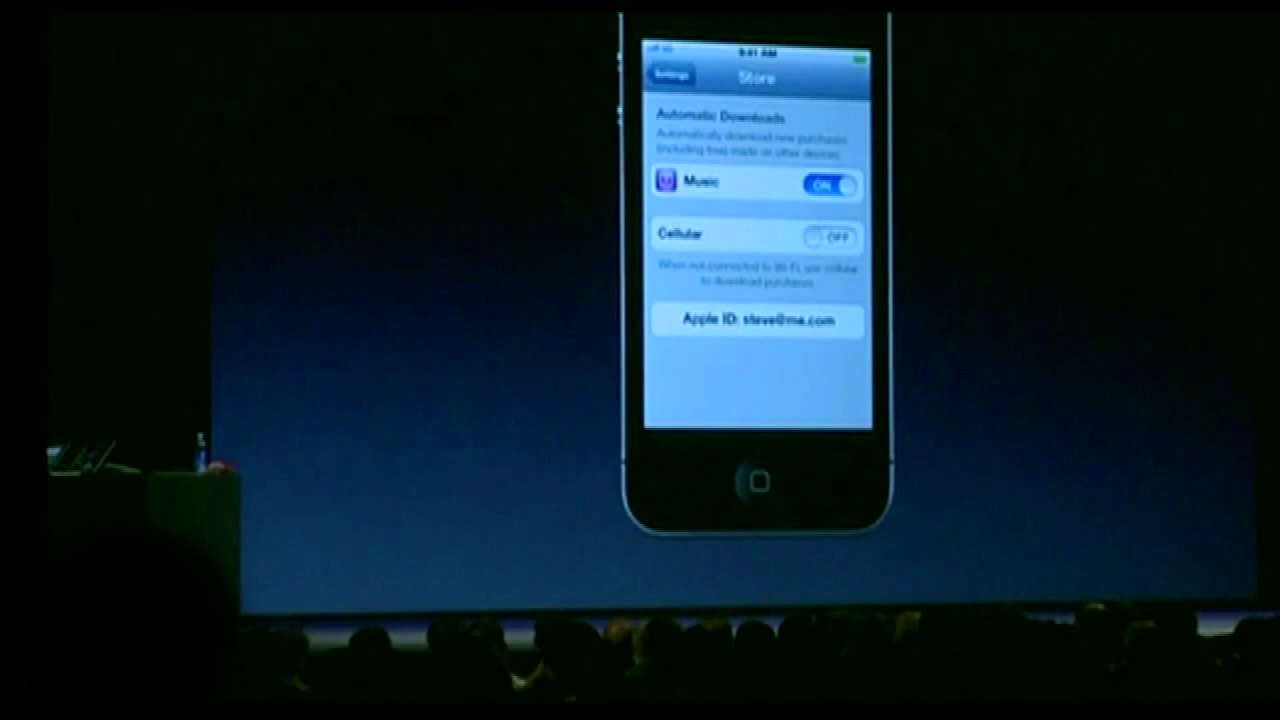 9:41 AM
Settings
Store
Automatic Downloads
Automatically download new purchases
(including free) made on other devices.
Music
ON
Cellular
OFF
When not connected to Wi-Fi, use cellular
to download purchases.
Apple ID: steve@me.com